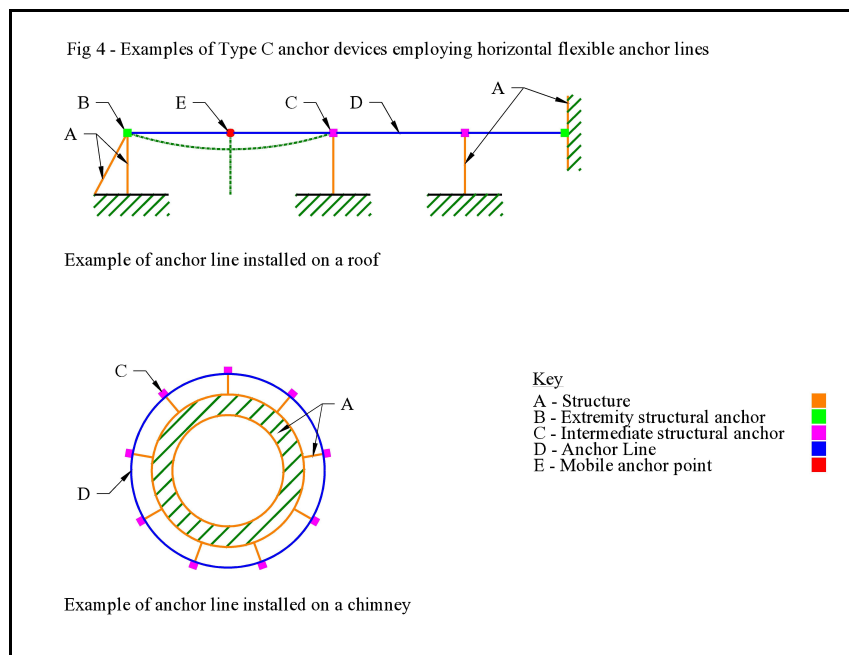 Fig 4 - Examples of Type C anchor devices employing horizontal flexible anchor lines
A
B
E
C
D
A
Example of anchor line installed on a roof
C
A
Key
A - Structure
B - Extremity structural anchor
C - Intermediate structural anchor
D - Anchor Line
E - Mobile anchor point
D
Example of anchor line installed on a chimney